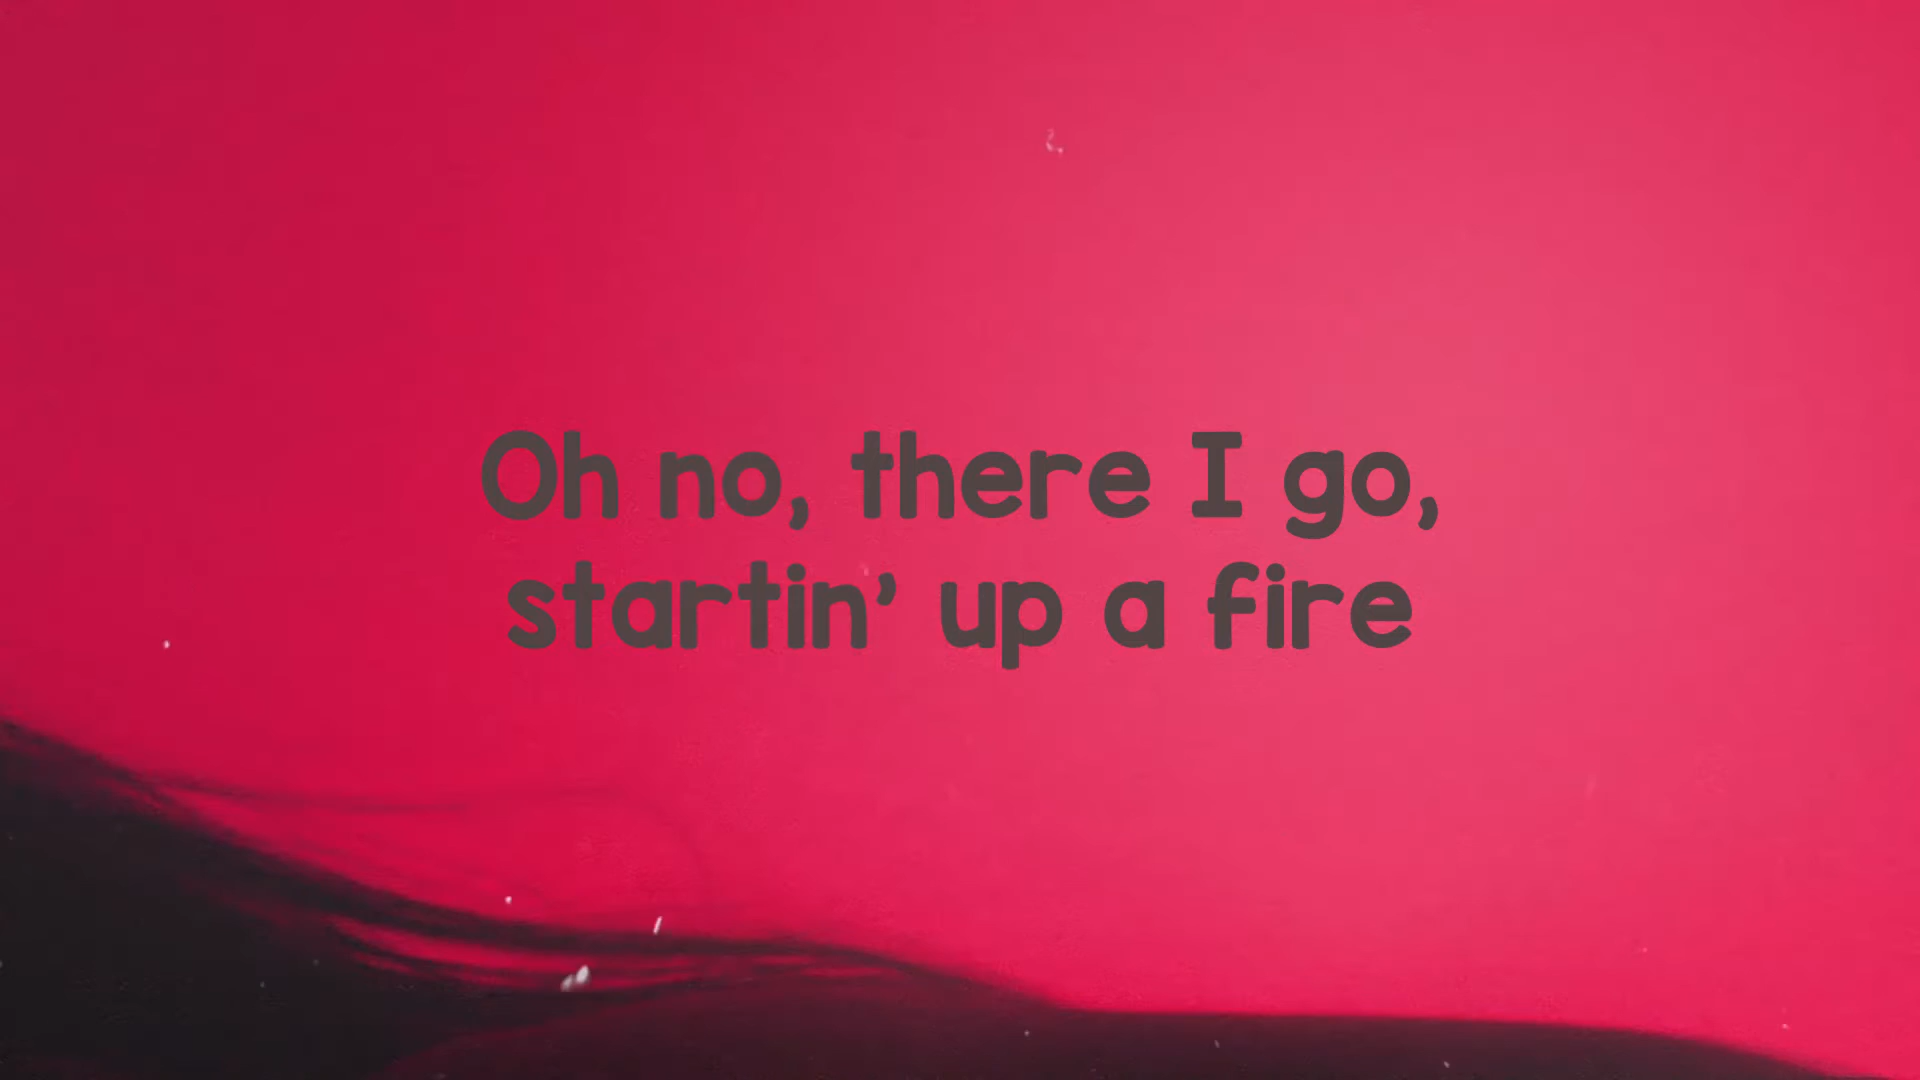 Oh no, there I go,
startin’ up a fire